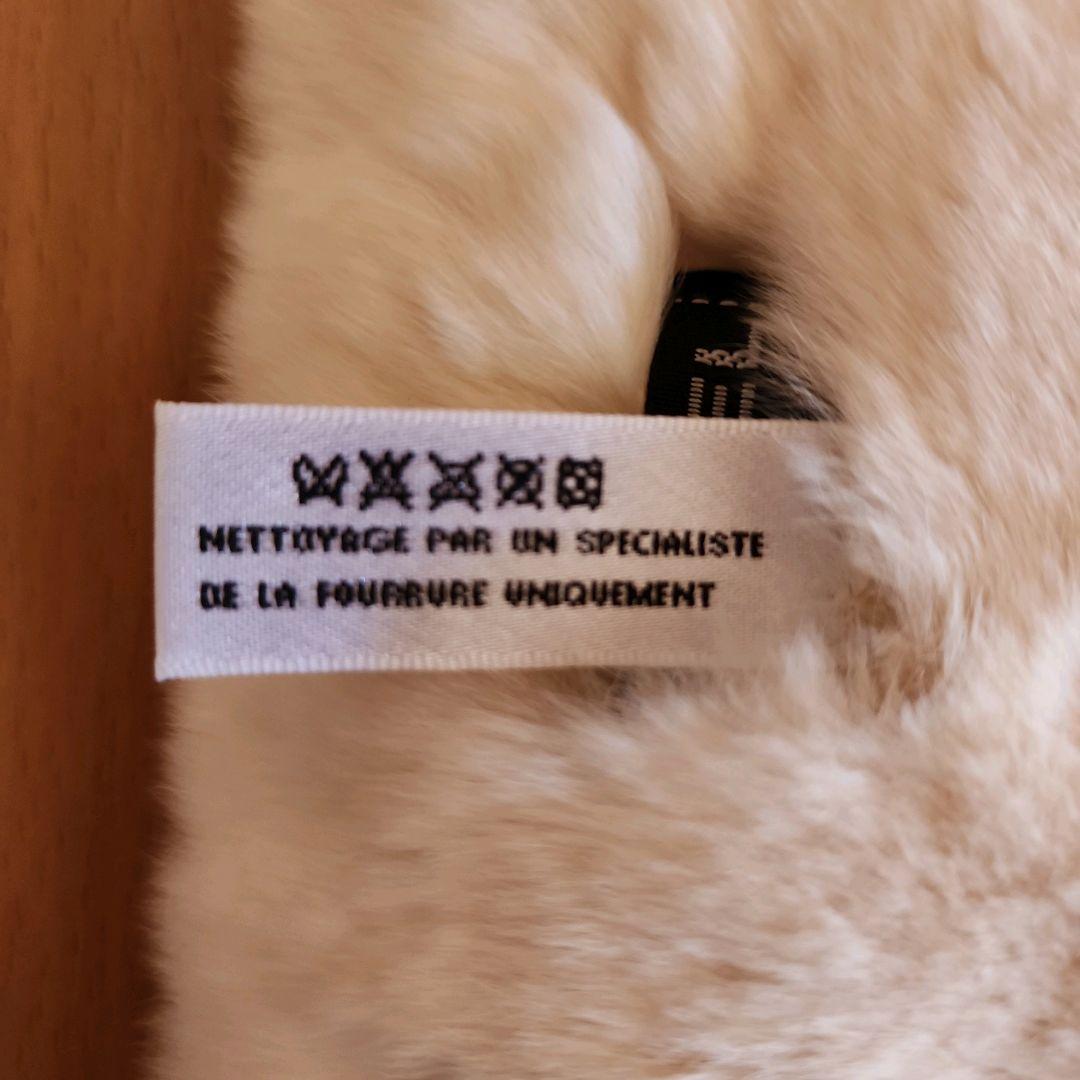 NETTOYAGE PAR UN SPECIALISTE
DE LA FOURRURE UNIQUEMENT